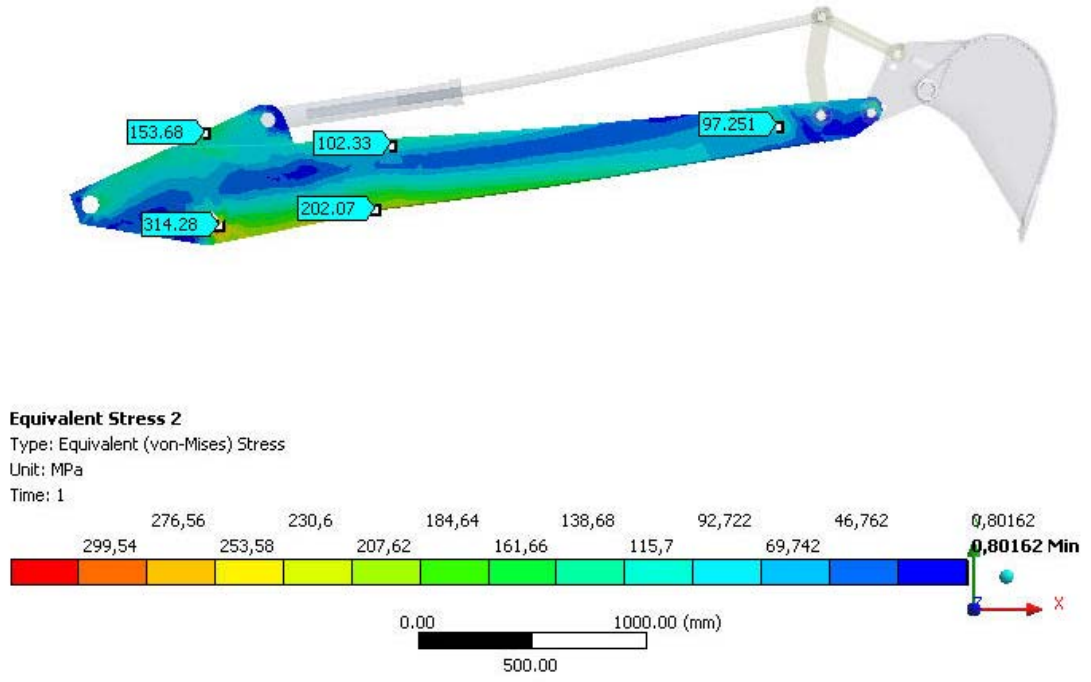 153.68
102.33
97.251
314.28
202.07
Equivalent Stress 2
Type: Equivalent (von-Mises) Stress
Unit: MPa
Time: 1
276,56 230,6 184,64 138,68 92,722 46,762 0,80162
299,54 253,58 207,62 161,66 115,7 69,742 0,80162 Min
X
0.00 1000.00 (mm)
500.00